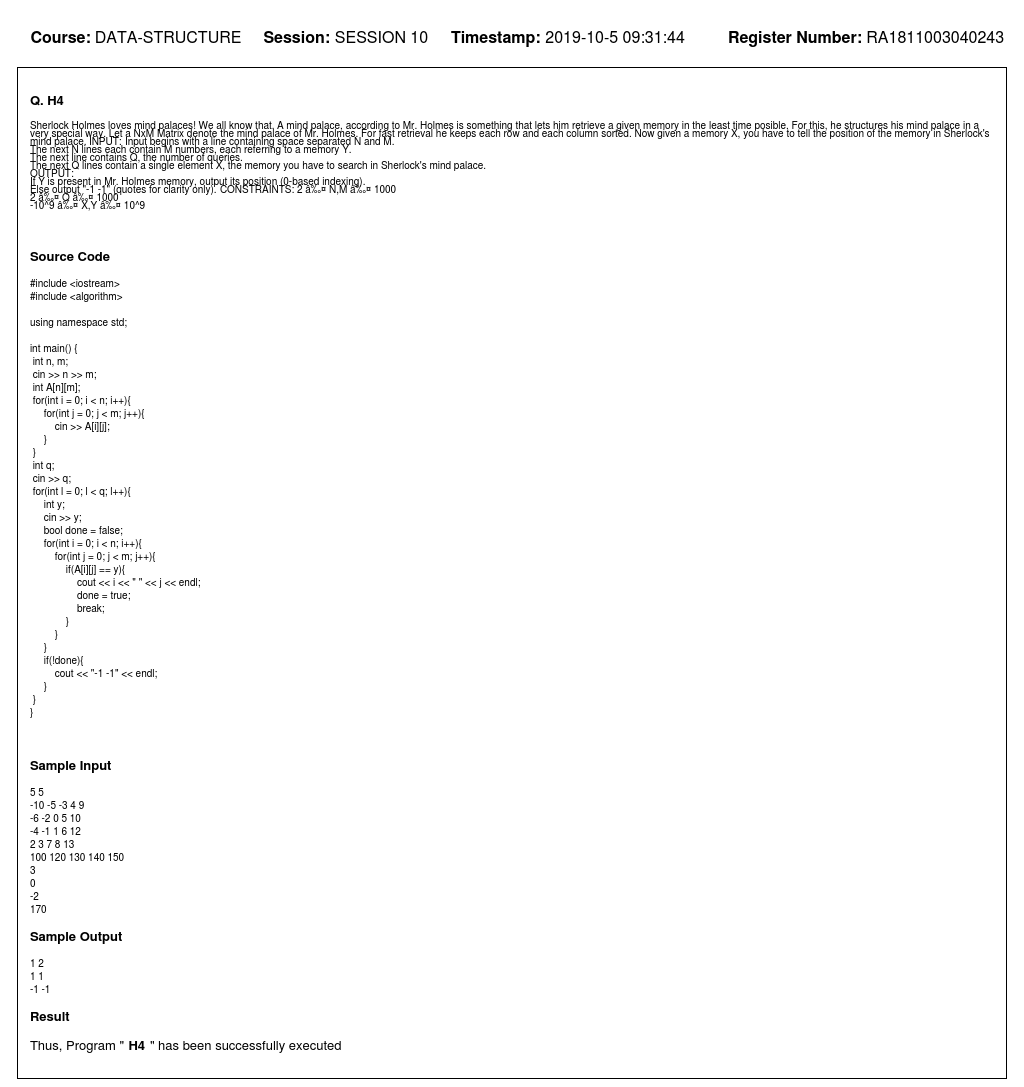 Course: DATA-STRUCTURE Session: SESSION 10 Timestamp: 2019-10-5 09:31:44 Register Number: RA1811003040243
Q. H4
Sherlock Holmes loves mind palaces! We all know that. A mind palace, according to Mr. Holmes is something that lets him retrieve a given memory in the least time posible. For this, he structures his mind palace in a
very special way. Let a NxM Matrix denote the mind palace of Mr. Holmes. For fast retrieval he keeps each row and each column sorted. Now given a memory X, you have to tell the position of the memory in Sherlock's
mind palace. INPUT: Input begins with a line containing space separated N and M.
The next N lines each contain M numbers, each referring to a memory Y.
The next line contains Q, the number of queries.
The next Q lines contain a single element X, the memory you have to search in Sherlock's mind palace.
OUTPUT:
If Y is present in Mr. Holmes memory, output its position (0-based indexing).
Else output "-1 -1" (quotes for clarity only). CONSTRAINTS: 2 â‰¤ N,M â‰¤ 1000
2 â‰¤ Q â‰¤ 1000
-10^9 â‰¤ X,Y â‰¤ 10^9
Source Code
#include <iostream>
#include <algorithm>
using namespace std;
int main() {
int n, m;
cin >> n >> m;
int A[n][m];
for(int i = 0; i < n; i++){
for(int j = 0; j < m; j++){
cin >> A[i][j];
}
}
int q;
cin >> q;
for(int l = 0; l < q; l++){
int y;
cin >> y;
bool done = false;
for(int i = 0; i < n; i++){
for(int j = 0; j < m; j++){
if(A[i][j] == y){
cout << i << " " << j << endl;
done = true;
break;
}
}
}
if(!done){
cout << "-1 -1" << endl;
}
}
}
Sample Input
5 5
-10 -5 -3 4 9
-6 -2 0 5 10
-4 -1 1 6 12
2 3 7 8 13
100 120 130 140 150
3
0
-2
170
Sample Output
1 2
1 1
-1 -1
Result
Thus, Program " H4 " has been successfully executed